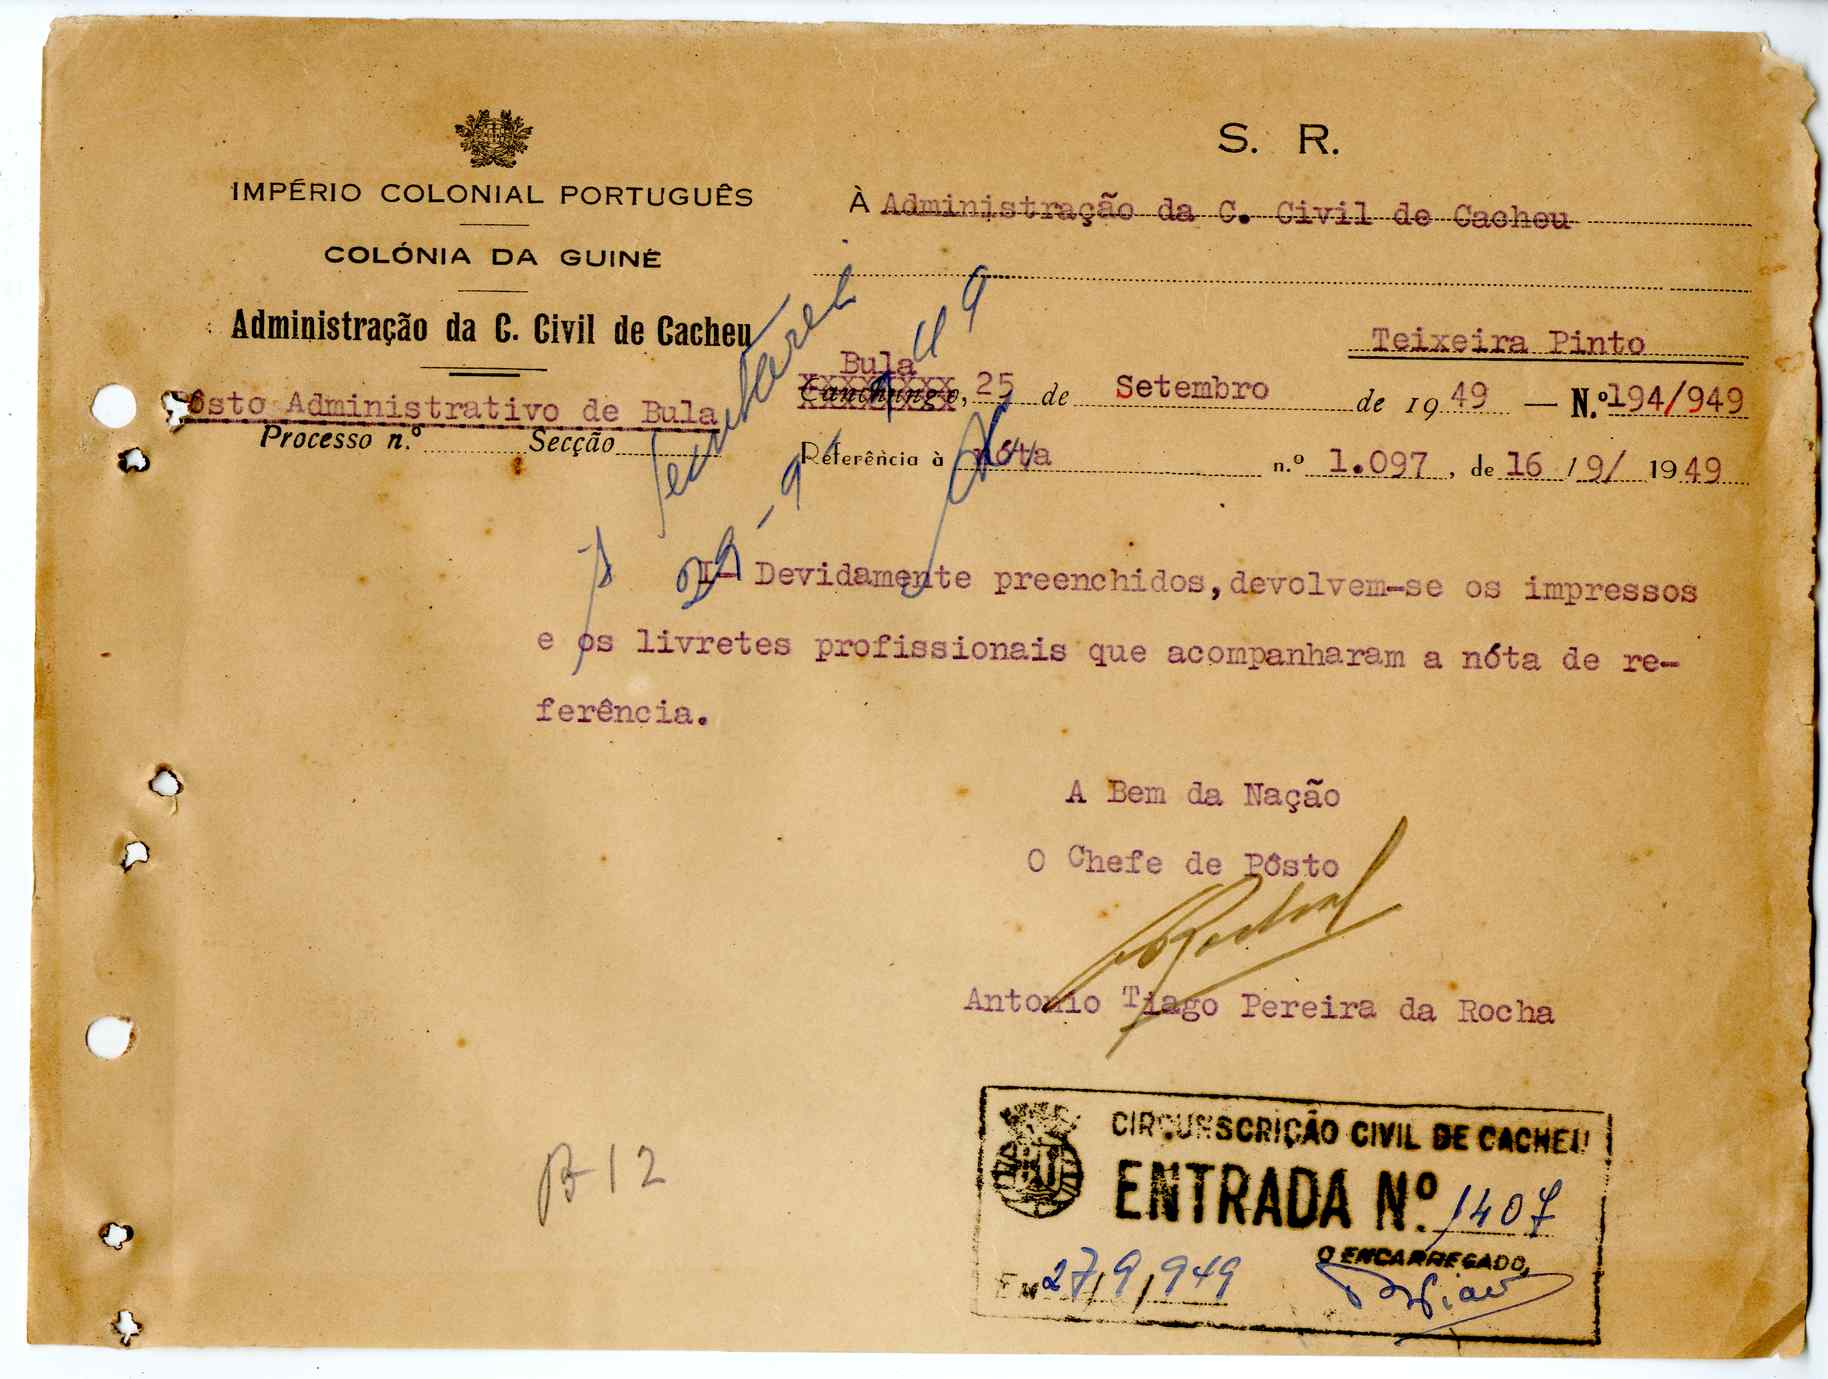 IMPÉRIO COLONIAL PORTUGUÊS
COLÓNIA DA GUINÉ
Administração da C. Civil de Cacheu
Pôsto Administrativo de Bula
Processo n.º Secção
S. R.
À Administração da C. Civil de Cacheu
Teixeira Pinto
Bula
Canchungo, 25 de Setembro de 1949 — N.º 194/949
Referência à nóta n.º 1.097, de 16 / 9/ 1949
I- Devidamente preenchidos,devolvem-se os impressos
e os livretes profissionais que acompanharam a nóta de re-
ferência.
A Bem da Nação
O Chefe de Pôsto
Antonio Tiago Pereira da Rocha
B-12
CIRCUNSCRIÇÃO CIVIL DE CACHEU
ENTRADA Nº. 1407
O ENCARREGADO,
Em 27/9/949